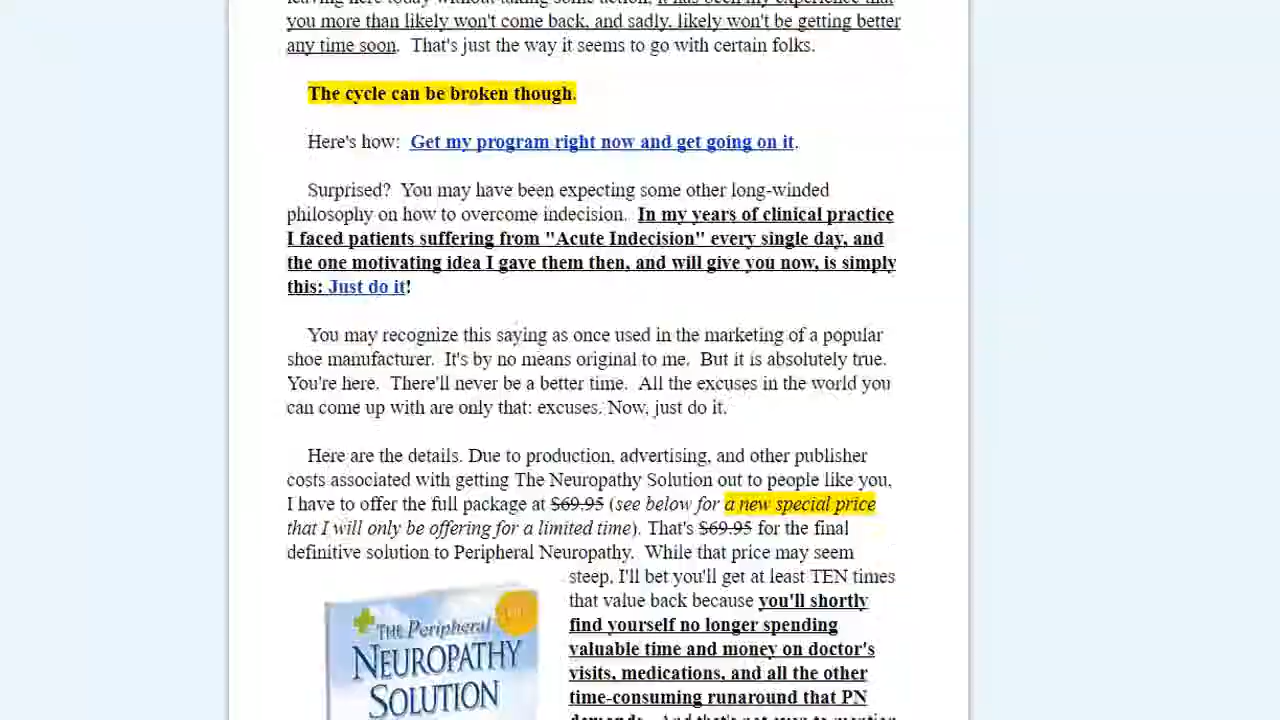 you more than likely won't come back, and sadly, likely won't be getting better
any time soon. That's just the way it seems to go with certain folks.
The cycle can be broken though.
Here's how: Get my program right now and get going on it.
Surprised? You may have been expecting some other long-winded
philosophy on how to overcome indecision. In my years of clinical practice
I faced patients suffering from "Acute Indecision" every single day, and
the one motivating idea I gave them then, and will give you now, is simply
this: Just do it!
You may recognize this saying as once used in the marketing of a popular
shoe manufacturer. It's by no means original to me. But it is absolutely true.
You're here. There'll never be a better time. All the excuses in the world you
can come up with are only that: excuses. Now, just do it.
Here are the details. Due to production, advertising, and other publisher
costs associated with getting The Neuropathy Solution out to people like you,
I have to offer the full package at $69.95 (see below for a new special price
that I will only be offering for a limited time). That's $69.95 for the final
definitive solution to Peripheral Neuropathy. While that price may seem
steep, I'll bet you'll get at least TEN times
that value back because you'll shortly
find yourself no longer spending
valuable time and money on doctor's
visits, medications, and all the other
time-consuming runaround that PN
THE Peripheral
NEUROPATHY
SOLUTION